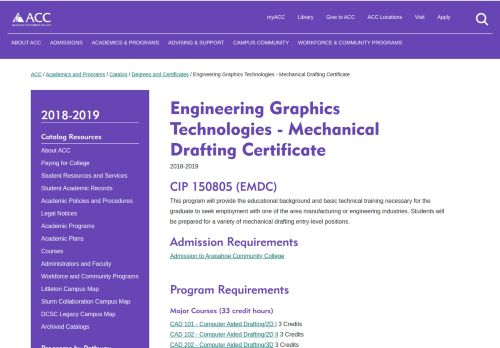 ACC
myACC Library Give to ACC ACC Locations Visit Apply
ABOUT ACC ADMISSIONS ACADEMICS & PROGRAMS ADVISING & SUPPORT CAMPUS COMMUNITY WORKFORCE & COMMUNITY PROGRAMS
ACC / Academics and Programs / Catalog / Degrees and Certificates / Engineering Graphics Technologies - Mechanical Drafting Certificate
2018-2019
Catalog Resources
About ACC
Paying for College
Student Resources and Services
Student Academic Records
Academic Policies and Procedures
Legal Notices
Academic Programs
Academic Plans
Courses
Administrators and Faculty
Workforce and Community Programs
Littleton Campus Map
Sturm Collaboration Campus Map
DCSC Legacy Campus Map
Archived Catalogs
Programs by Pathway
Engineering Graphics
Technologies - Mechanical
Drafting Certificate
2018-2019
CIP 150805 (EMDC)
This program will provide the educational background and basic technical training necessary for the
graduate to seek employment with one of the area manufacturing or engineering industries. Students will
be prepared for a variety of mechanical drafting entry-level positions.
Admission Requirements
Admission to Arapahoe Community College
Program Requirements
Major Courses (33 credit hours)
CAD 101 - Computer Aided Drafting/2D I 3 Credits
CAD 102 - Computer Aided Drafting/2D II 3 Credits
CAD 202 - Computer Aided Drafting/3D 3 Credits